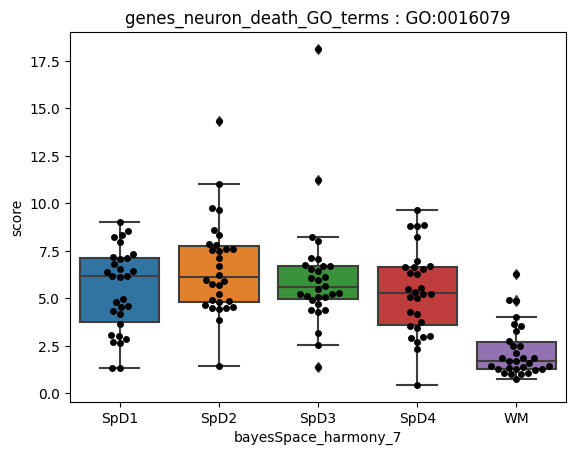 genes_neuron_death_GO_terms : GO:0016079
score
17.5
15.0
12.5
10.0
7.5
5.0
2.5
0.0
SpD1 SpD2 SpD3 SpD4 WM
bayesSpace_harmony_7